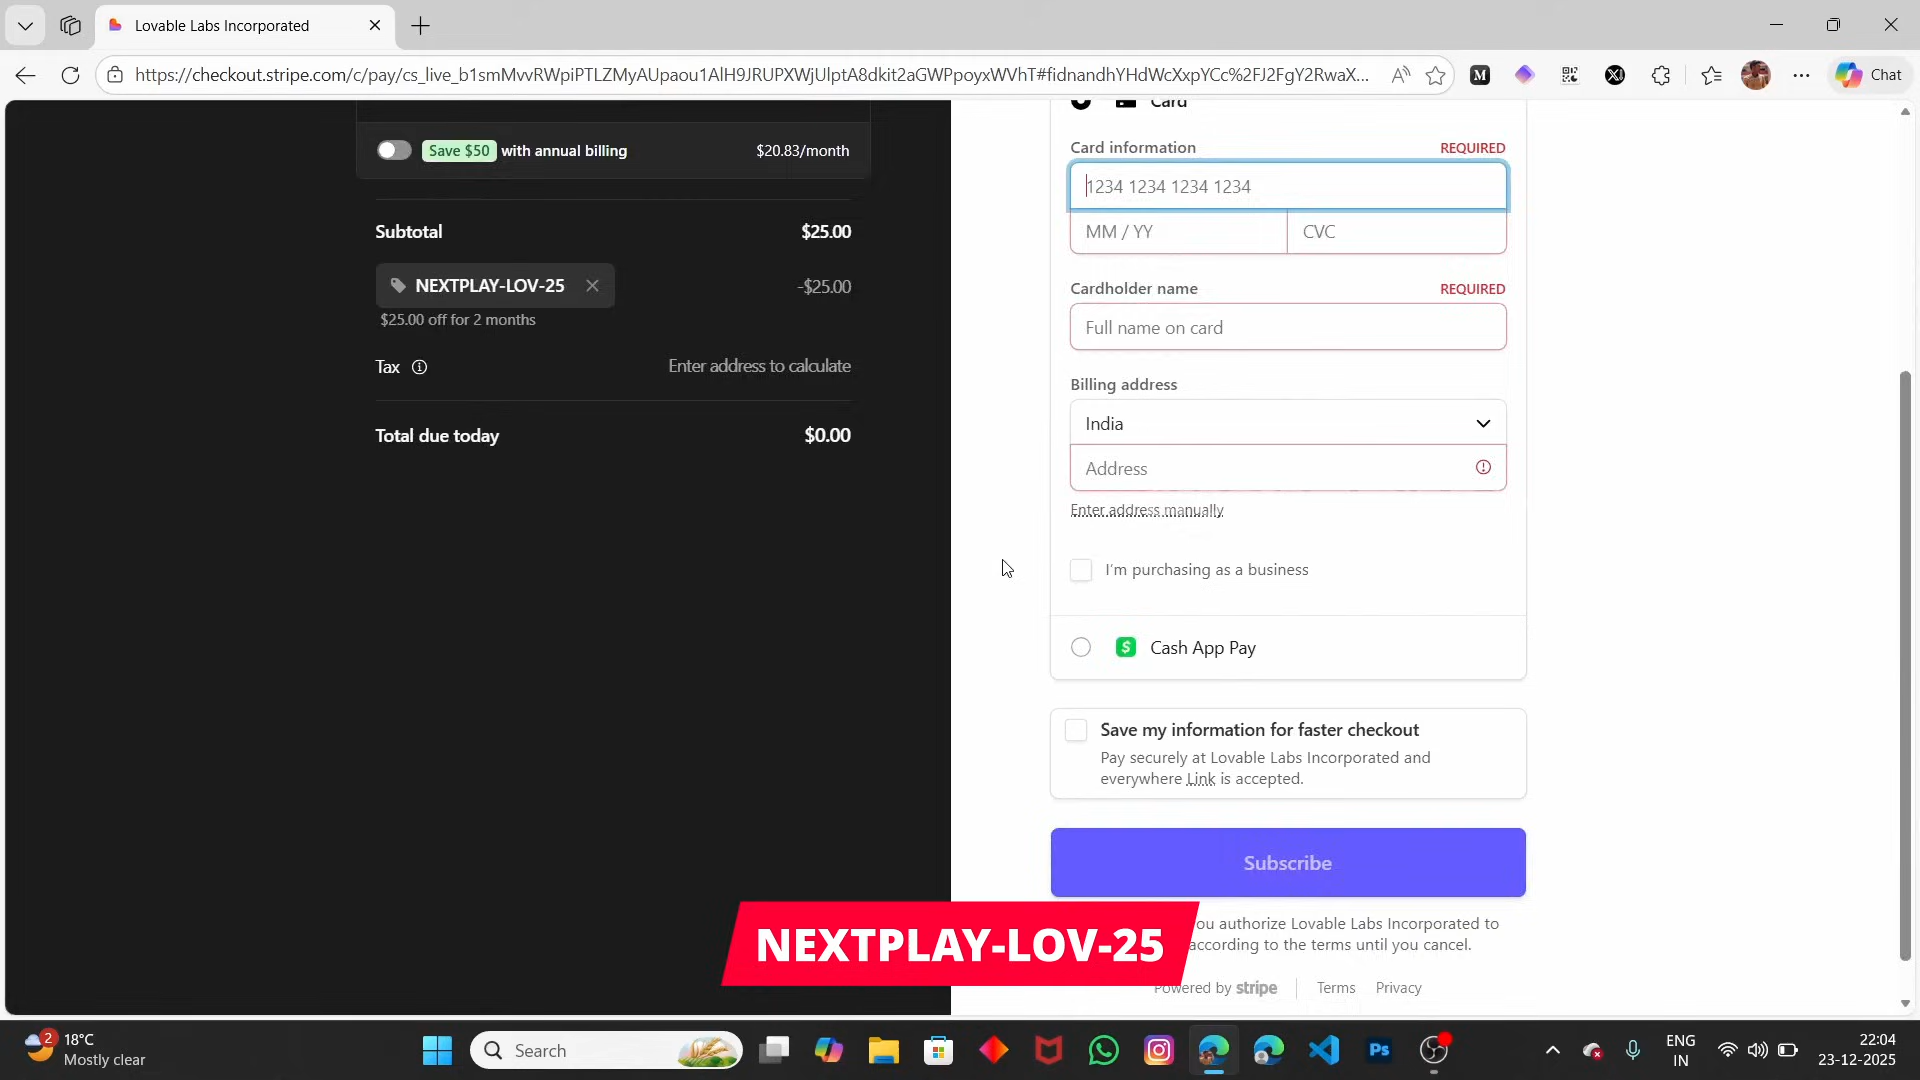 Lovable Labs Incorporated
https://checkout.stripe.com/c/pay/cs_live_b1smMvvRWpiPTLZMyAUpaou1AlH9JRUPXWjUlptA8dkit2aGWPpoyxWVhT#fidnandhYHdWcXxpYCc%2FJ2FgY2RwaX...
Chat
Save $50 with annual billing $20.83/month
Subtotal $25.00
NEXTPLAY-LOV-25 -$25.00
$25.00 off for 2 months
Tax Enter address to calculate
Total due today $0.00
Card
Card information REQUIRED
1234 1234 1234 1234
MM / YY CVC
Cardholder name REQUIRED
Full name on card
Billing address
India
Address
Enter address manually
I'm purchasing as a business
Cash App Pay
Save my information for faster checkout
Pay securely at Lovable Labs Incorporated and
everywhere Link is accepted.
Subscribe
ou authorize Lovable Labs Incorporated to
according to the terms until you cancel.
NEXTPLAY-LOV-25
Powered by stripe Terms Privacy
2
18°C
Mostly clear
Search
Ps
ENG
IN
22:04
23-12-2025